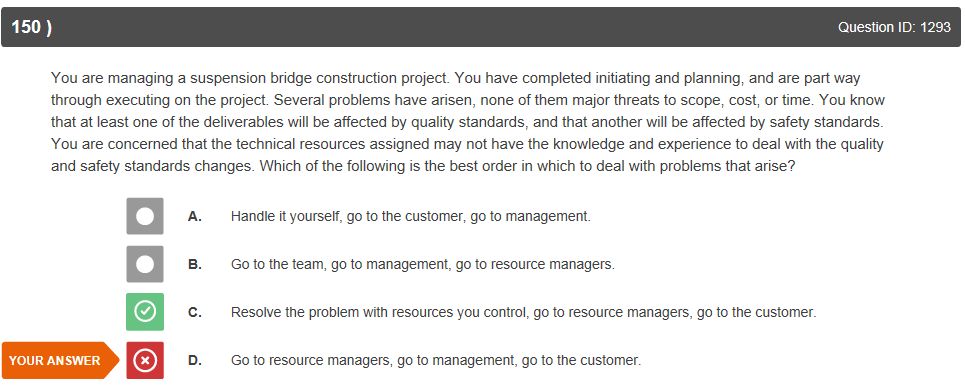 150 ) Question ID: 1293
You are managing a suspension bridge construction project. You have completed initiating and planning, and are part way
through executing on the project. Several problems have arisen, none of them major threats to scope, cost, or time. You know
that at least one of the deliverables will be affected by quality standards, and that another will be affected by safety standards.
You are concerned that the technical resources assigned may not have the knowledge and experience to deal with the quality
and safety standards changes. Which of the following is the best order in which to deal with problems that arise?
A. Handle it yourself, go to the customer, go to management.
B. Go to the team, go to management, go to resource managers.
C. Resolve the problem with resources you control, go to resource managers, go to the customer.
YOUR ANSWER D. Go to resource managers, go to management, go to the customer.